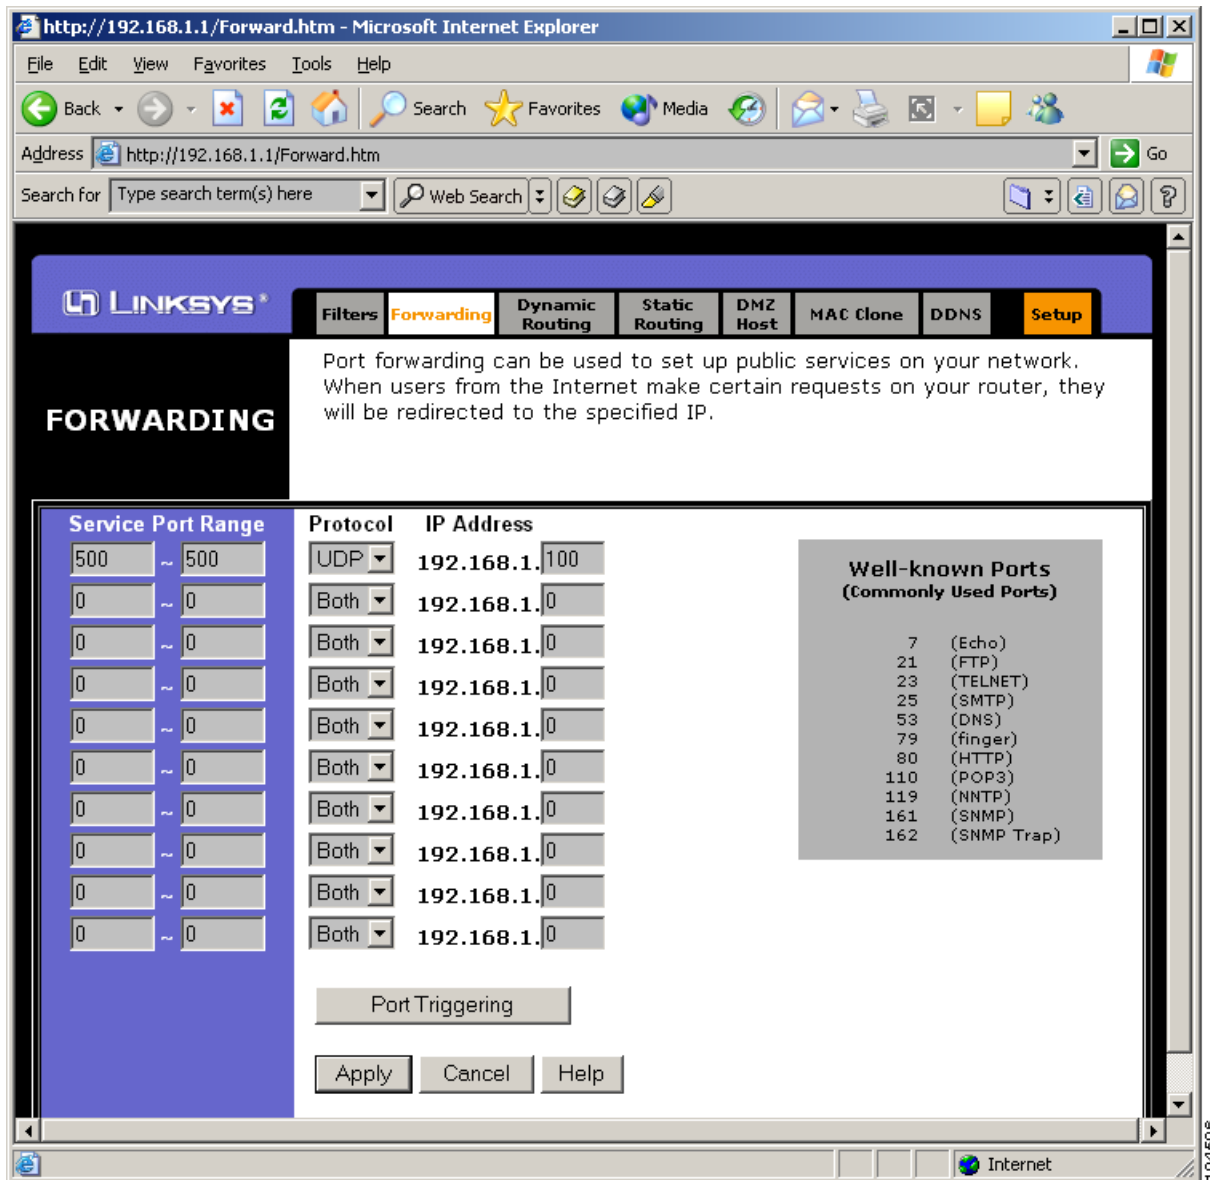 http://192.168.1.1/Forward.htm - Microsoft Internet Explorer
File Edit View Favorites Tools Help
Back Search Favorites Media
Address http://192.168.1.1/Forward.htm Go
Search for Type search term(s) here Web Search
LINKSYS®
Filters Forwarding Dynamic Routing Static Routing DMZ Host MAC Clone DDNS Setup
FORWARDING
Port forwarding can be used to set up public services on your network.
When users from the Internet make certain requests on your router, they
will be redirected to the specified IP.
Service Port Range Protocol IP Address
500 ~ 500 UDP 192.168.1.100
0 ~ 0 Both 192.168.1.0
0 ~ 0 Both 192.168.1.0
0 ~ 0 Both 192.168.1.0
0 ~ 0 Both 192.168.1.0
0 ~ 0 Both 192.168.1.0
0 ~ 0 Both 192.168.1.0
0 ~ 0 Both 192.168.1.0
0 ~ 0 Both 192.168.1.0
0 ~ 0 Both 192.168.1.0
Well-known Ports
(Commonly Used Ports)
7 (Echo)
21 (FTP)
23 (TELNET)
25 (SMTP)
53 (DNS)
79 (finger)
80 (HTTP)
110 (POP3)
119 (NNTP)
161 (SNMP)
162 (SNMP Trap)
Port Triggering
Apply Cancel Help
Internet